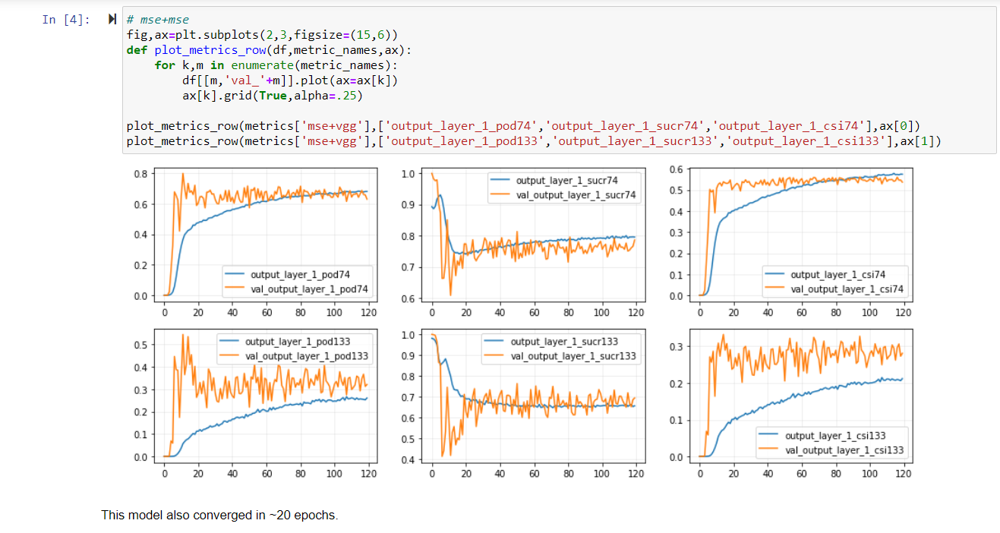 In [4]:
# mse+mse
fig,ax=plt.subplots(2,3,figsize=(15,6))
def plot_metrics_row(df,metric_names,ax):
    for k,m in enumerate(metric_names):
        df[[m,'val_'+m]].plot(ax=ax[k])
        ax[k].grid(True,alpha=.25)
plot_metrics_row(metrics['mse+vgg'],['output_layer_1_pod74','output_layer_1_sucr74','output_layer_1_csi74'],ax[0])
plot_metrics_row(metrics['mse+vgg'],['output_layer_1_pod133','output_layer_1_sucr133','output_layer_1_csi133'],ax[1])
0.8
0.6
0.4
0.2
0.0
output_layer_1_pod74
val_output_layer_1_pod74
0 20 40 60 80 100 120
1.0
0.9
0.8
0.7
0.6
output_layer_1_sucr74
val_output_layer_1_sucr74
0 20 40 60 80 100 120
0.6
0.5
0.4
0.3
0.2
0.1
0.0
output_layer_1_csi74
val_output_layer_1_csi74
0 20 40 60 80 100 120
0.5
0.4
0.3
0.2
0.1
0.0
output_layer_1_pod133
val_output_layer_1_pod133
0 20 40 60 80 100 120
1.0
0.9
0.8
0.7
0.6
0.5
0.4
output_layer_1_sucr133
val_output_layer_1_sucr133
0 20 40 60 80 100 120
0.3
0.2
0.1
0.0
output_layer_1_csi133
val_output_layer_1_csi133
0 20 40 60 80 100 120
This model also converged in ~20 epochs.